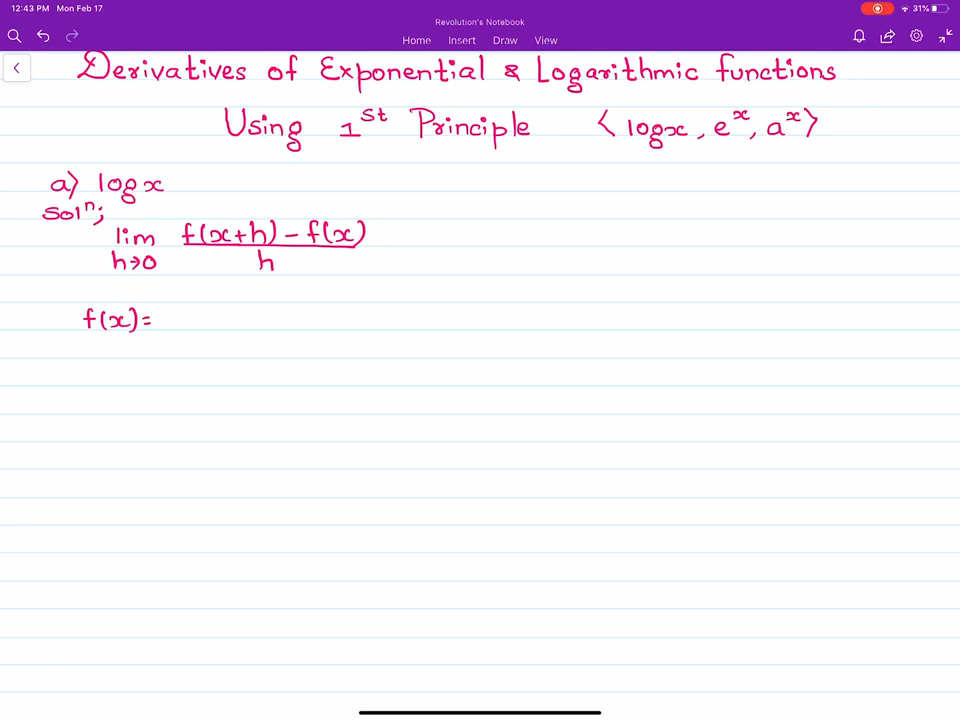 12:43 PM Mon Feb 17 31%
Revolution's Notebook
Home Insert Draw View
Derivatives of Exponential & Logarithmic functions
Using 1st Principle < logx, e^x, a^x >
a) logx
Solⁿ;
lim f(x+h) - f(x)
h→0 h
f(x)=